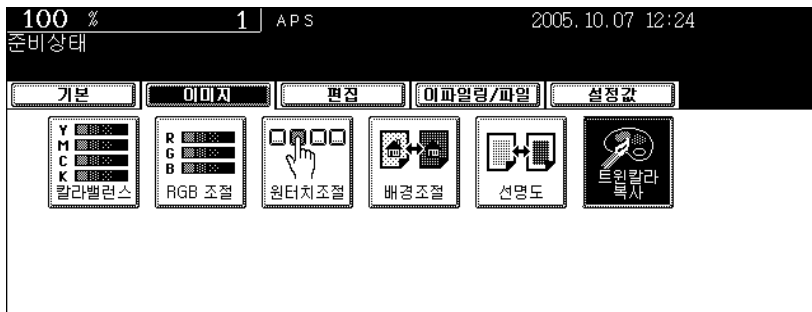 100 % 1 APS 2005.10.07 12:24
준비상태
기본 이미지 편집 이파일링/파일 설정값
Y
M
C
K
칼라밸런스
R
G
B
RGB 조절
원터치조절
배경조절
선명도
트윈칼라
복사